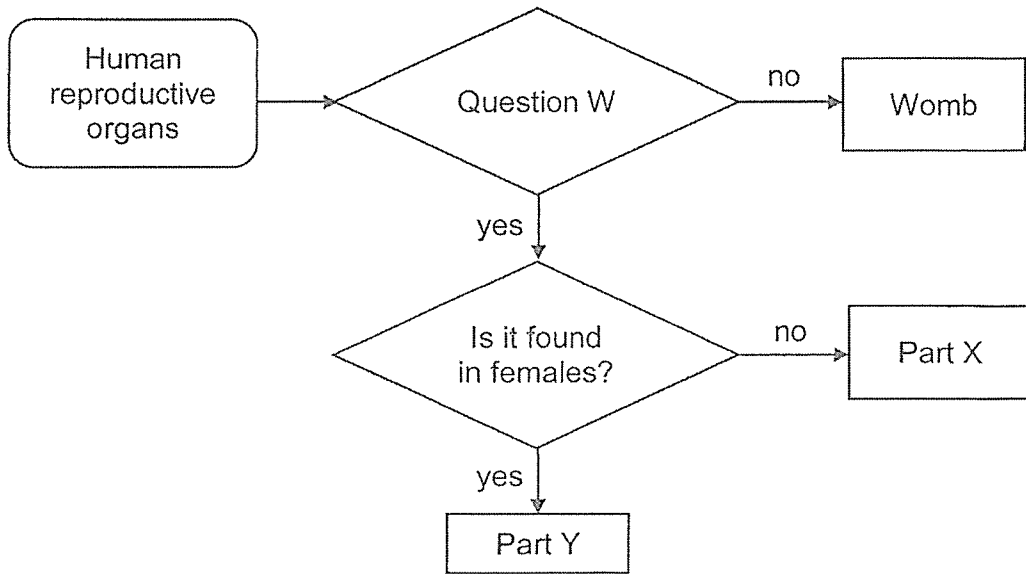 Human
reproductive
organs
Question W
no
Womb
yes
Is it found
in females?
no
Part X
yes
Part Y